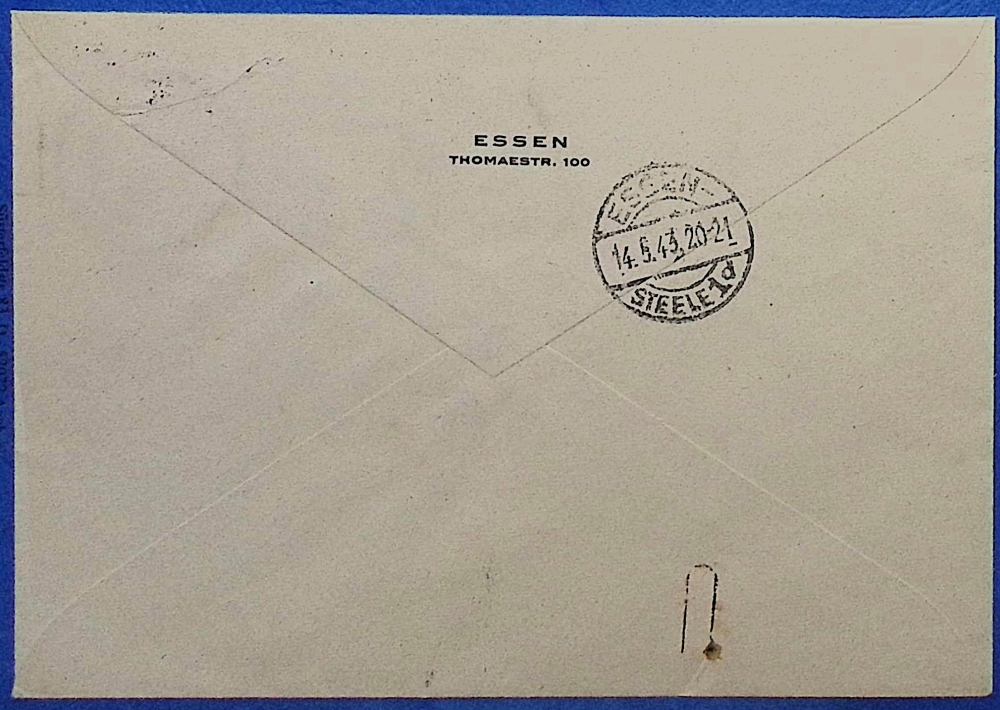 ESSEN
THOMAESTR. 100
ESSEN-
14.5.43.20-21
STEELE 1d